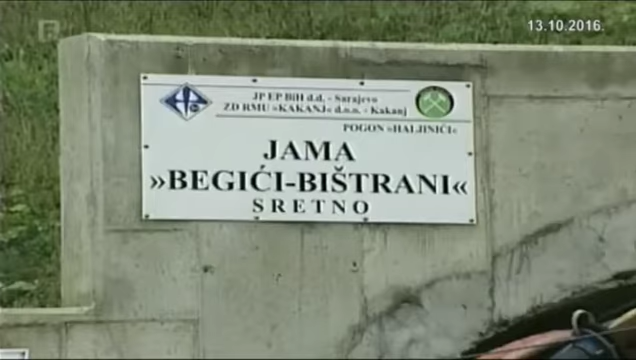 13.10.2016.
JP EP BiH d.d. - Sarajevo
ZD RMU »KAKANJ« d.o.o. - Kakanj
POGON »HALJINIĆI«
JAMA
»BEGIĆI-BIŠTRANI«
SRETNO